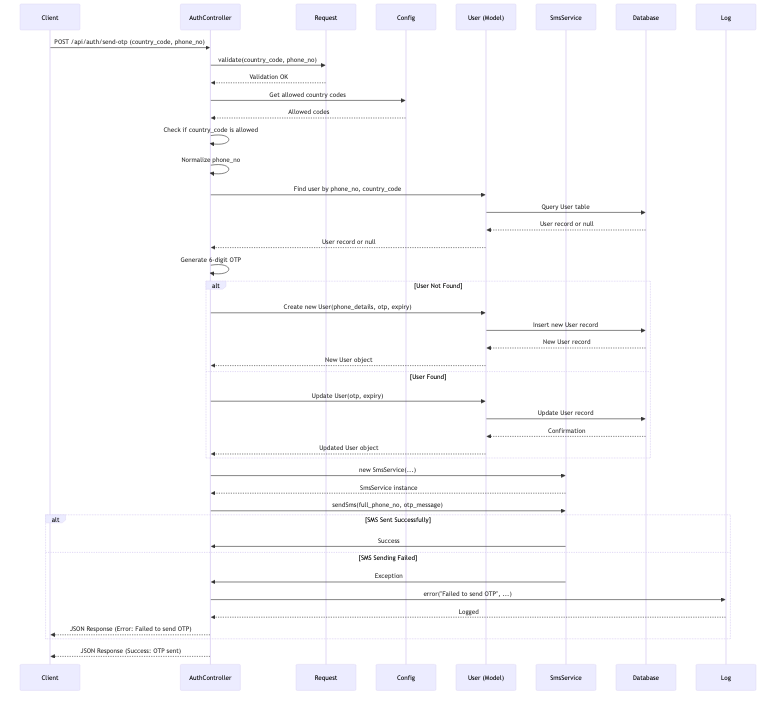 Client AuthController Request Config User (Model) SmsService Database Log
POST /api/auth/send-otp (country_code, phone_no)
validate(country_code, phone_no)
Validation OK
Get allowed country codes
Allowed codes
Check if country_code is allowed
Normalize phone_no
Find user by phone_no, country_code
Query User table
User record or null
User record or null
Generate 6-digit OTP
alt [User Not Found]
Create new User(phone_details, otp, expiry)
Insert new User record
New User record
New User object
[User Found]
Update User(otp, expiry)
Update User record
Confirmation
Updated User object
new SmsService(...)
SmsService instance
sendSms(full_phone_no, otp_message)
alt [SMS Sent Successfully]
Success
[SMS Sending Failed]
Exception
error("Failed to send OTP", ...)
Logged
JSON Response (Error: Failed to send OTP)
JSON Response (Success: OTP sent)
Client AuthController Request Config User (Model) SmsService Database Log